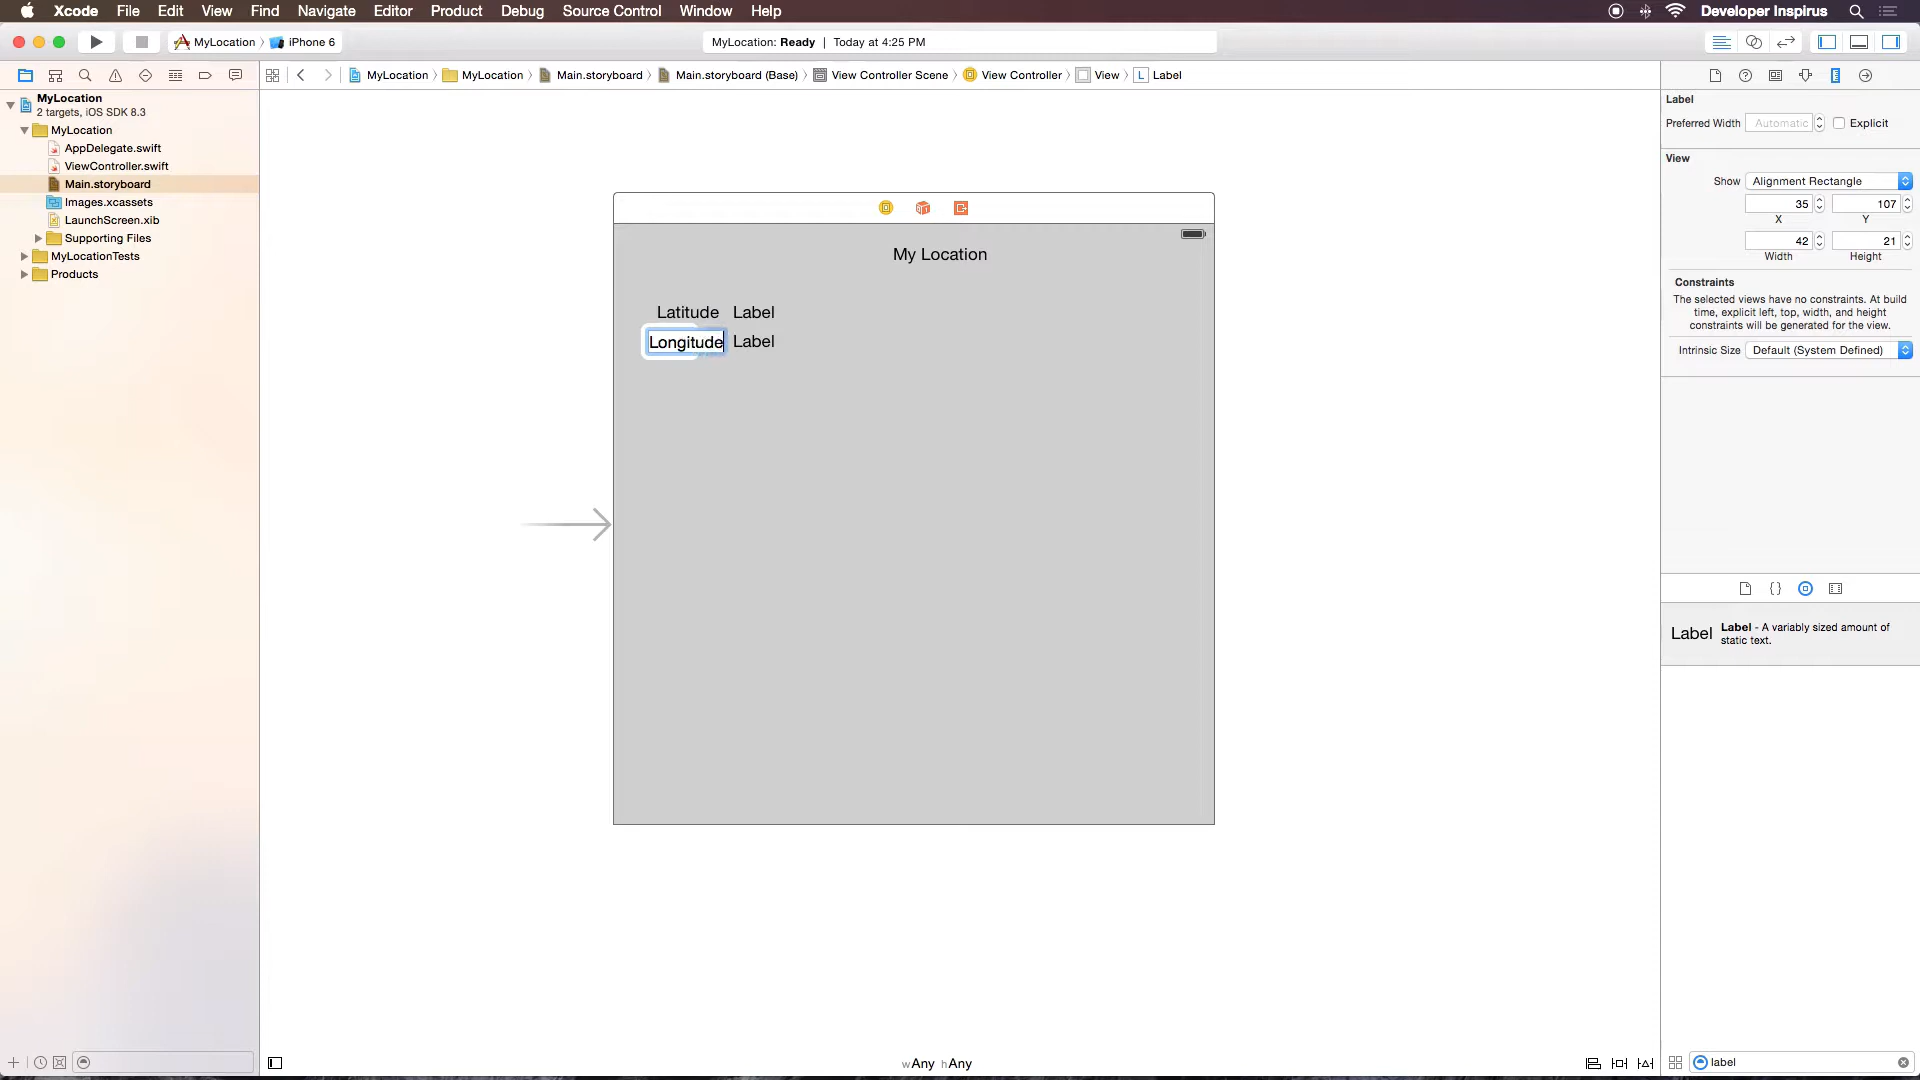 Xcode File Edit View Find Navigate Editor Product Debug Source Control Window Help Developer Inspirus
MyLocation iPhone 6 MyLocation: Ready | Today at 4:25 PM
MyLocation MyLocation Main.storyboard Main.storyboard (Base) View Controller Scene View Controller View L Label
MyLocation
2 targets, iOS SDK 8.3
MyLocation
AppDelegate.swift
ViewController.swift
Main.storyboard
Images.xcassets
LaunchScreen.xib
Supporting Files
MyLocationTests
Products
My Location
Latitude Label
Longitude Label
wAny hAny
Label
Preferred Width Automatic Explicit
View
Show Alignment Rectangle
35 107
X Y
42 21
Width Height
Constraints
The selected views have no constraints. At build
time, explicit left, top, width, and height
constraints will be generated for the view.
Intrinsic Size Default (System Defined)
Label Label - A variably sized amount of
static text.
label